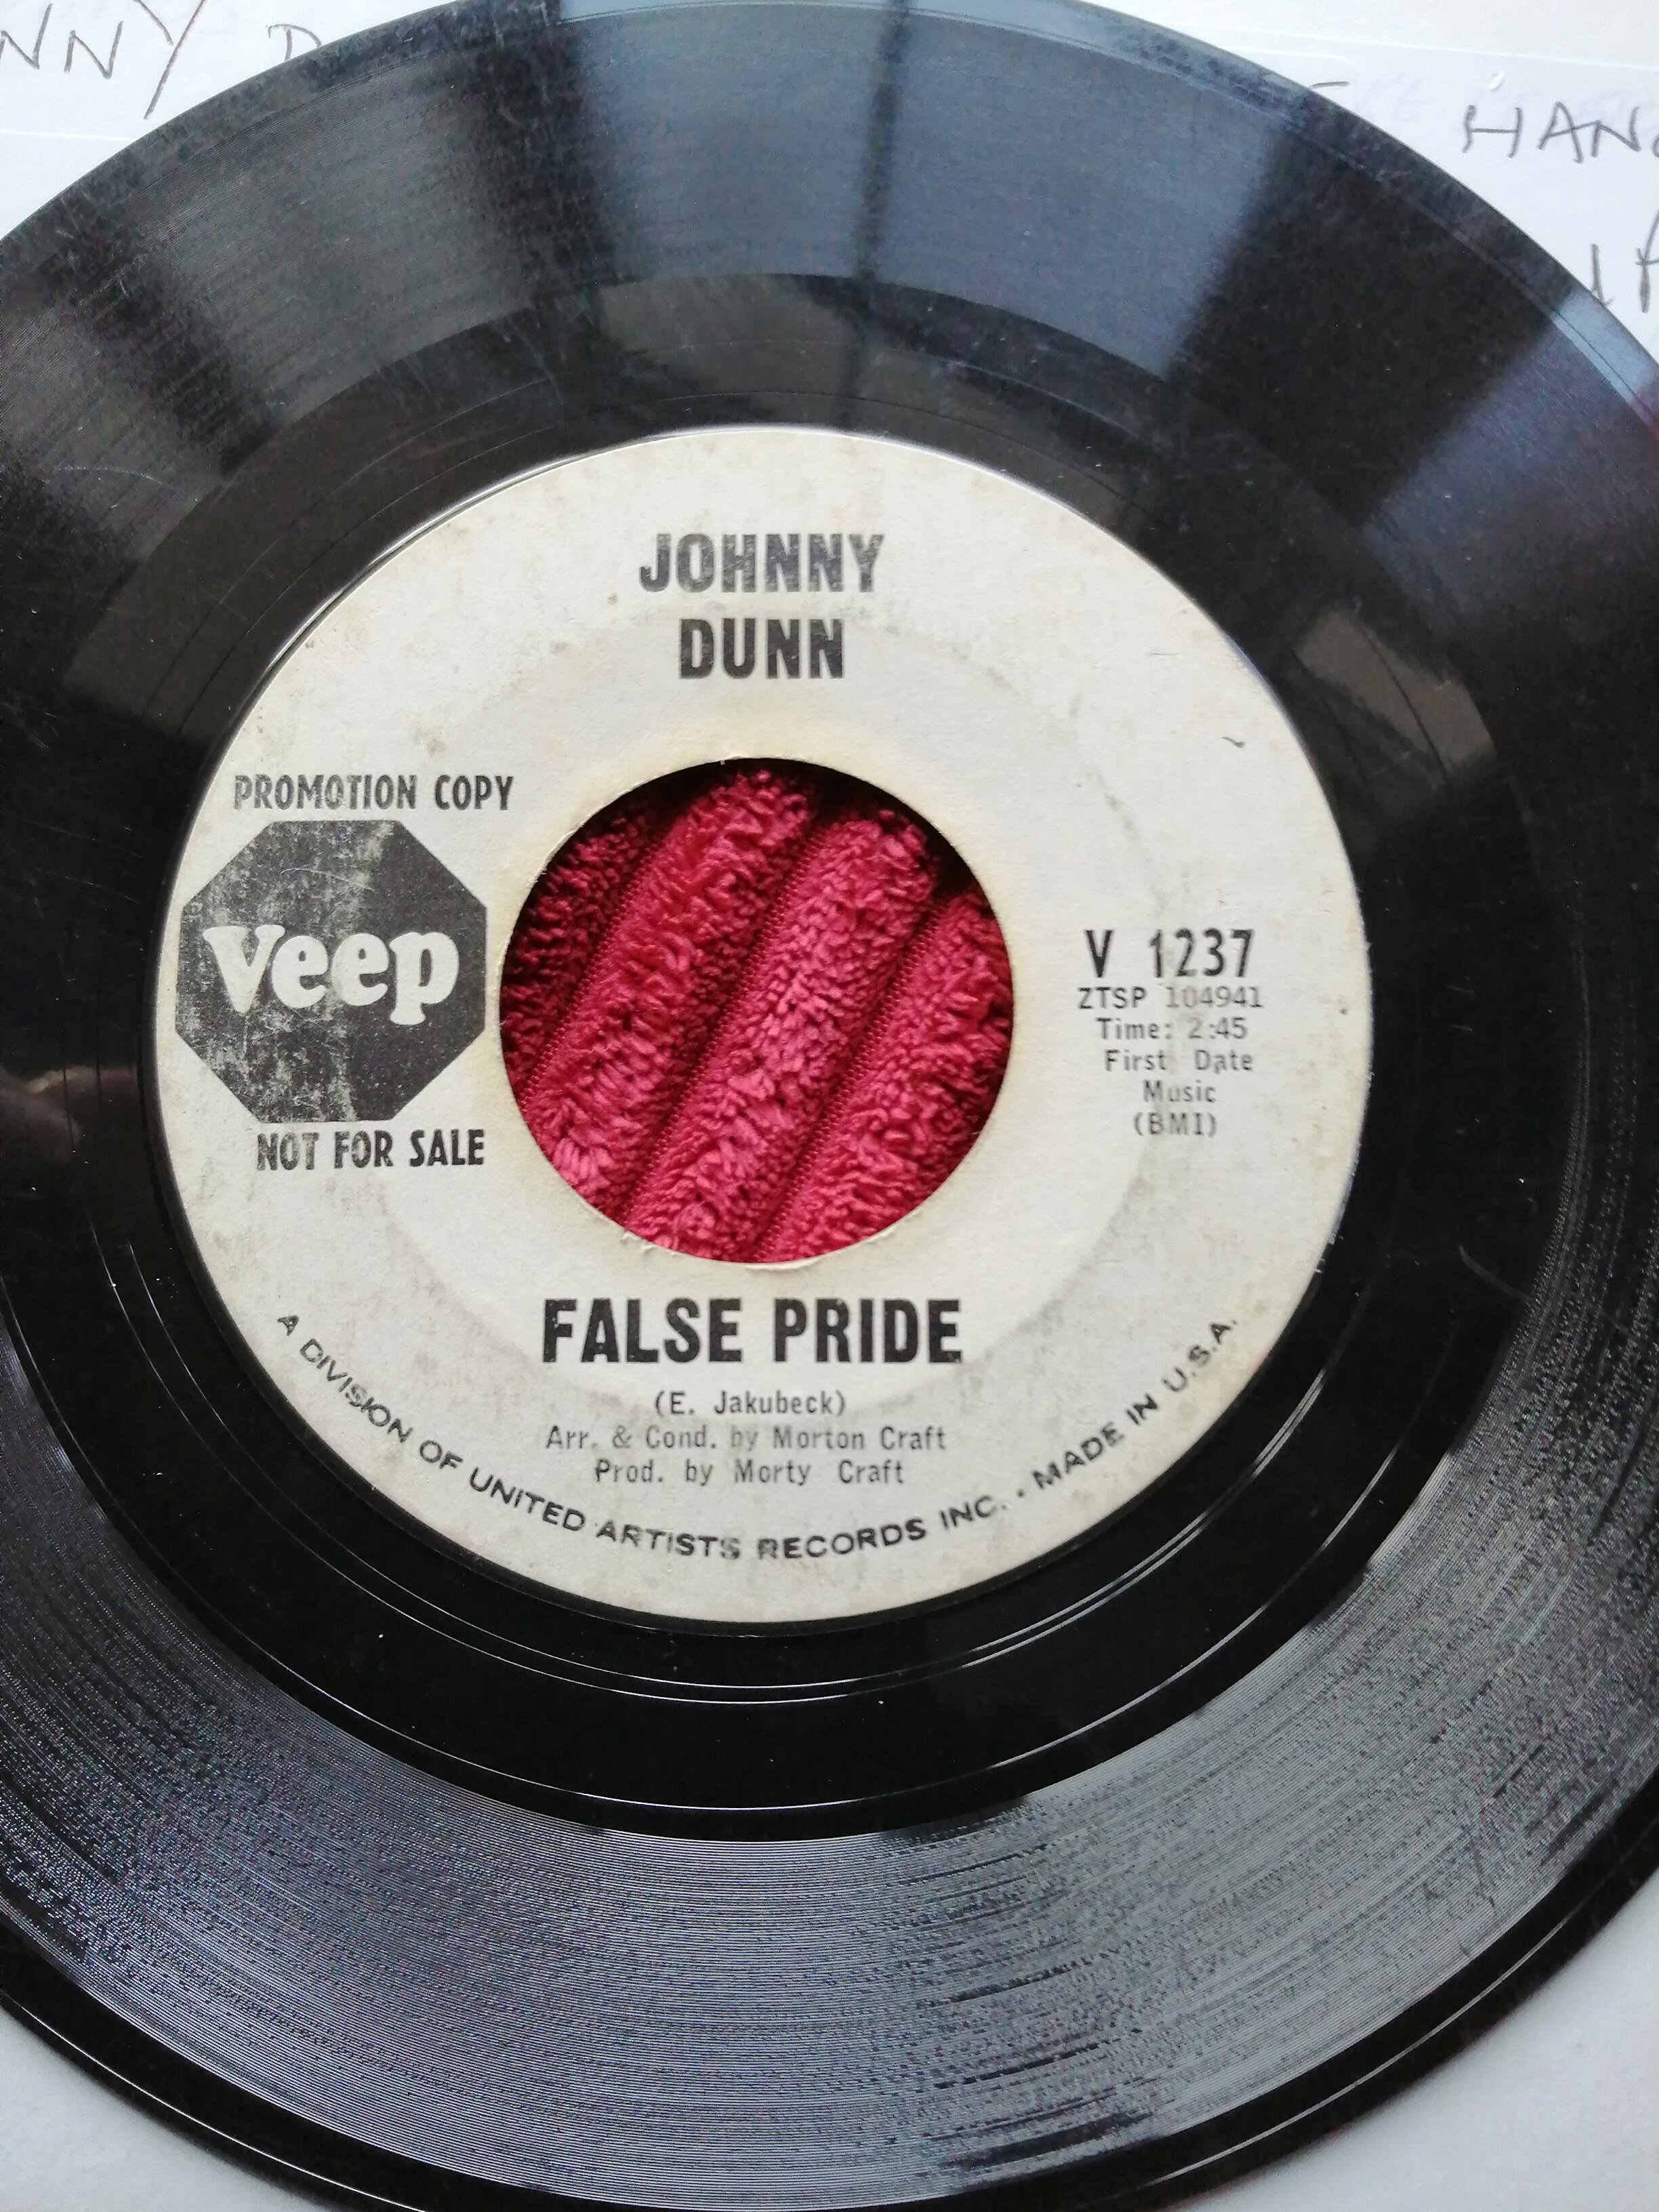 NNY
HAN
JOHNNY
DUNN
PROMOTION COPY
veep
NOT FOR SALE
V 1237
ZTSP 104941
Time: 2:45
First Date
Music
(BMI)
FALSE PRIDE
(E. Jakubeck)
Arr. & Cond. by Morton Craft
Prod. by Morty Craft
A DIVISION OF UNITED ARTISTS RECORDS INC. · MADE IN U.S.A.